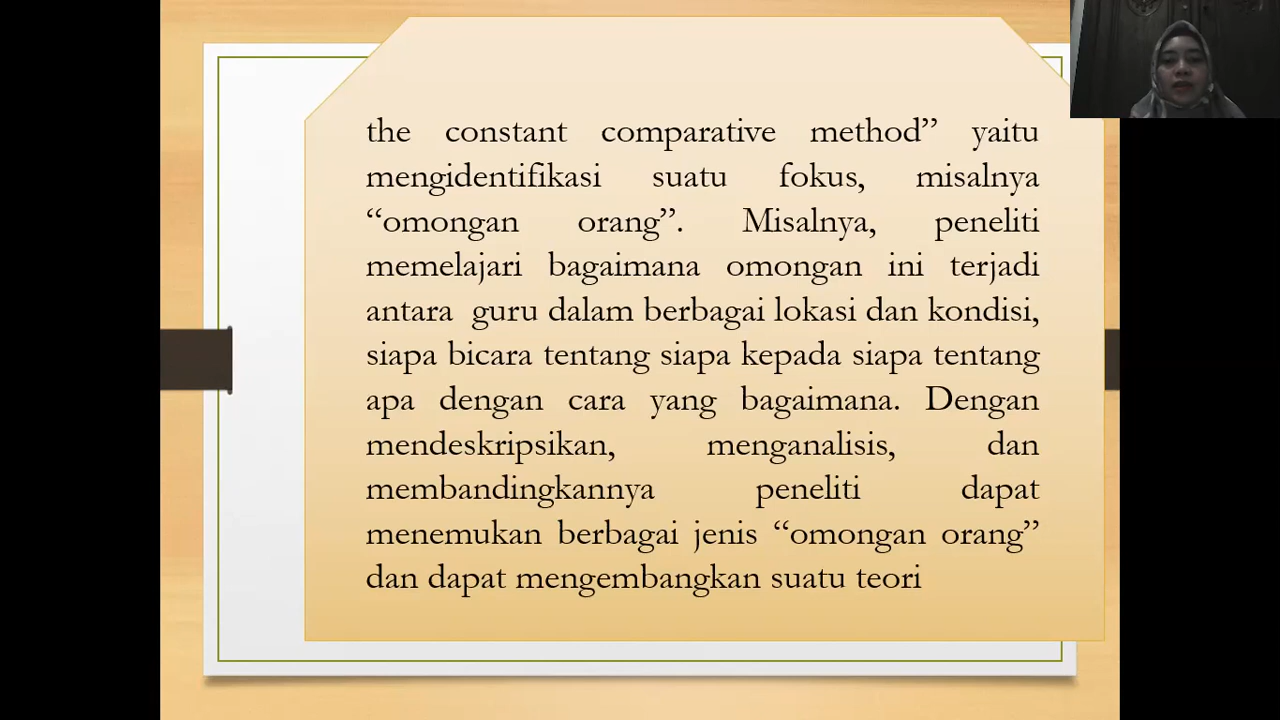 the constant comparative method” yaitu
mengidentifikasi suatu fokus, misalnya
“omongan orang”. Misalnya, peneliti
memelajari bagaimana omongan ini terjadi
antara guru dalam berbagai lokasi dan kondisi,
siapa bicara tentang siapa kepada siapa tentang
apa dengan cara yang bagaimana. Dengan
mendeskripsikan, menganalisis, dan
membandingkannya peneliti dapat
menemukan berbagai jenis “omongan orang”
dan dapat mengembangkan suatu teori